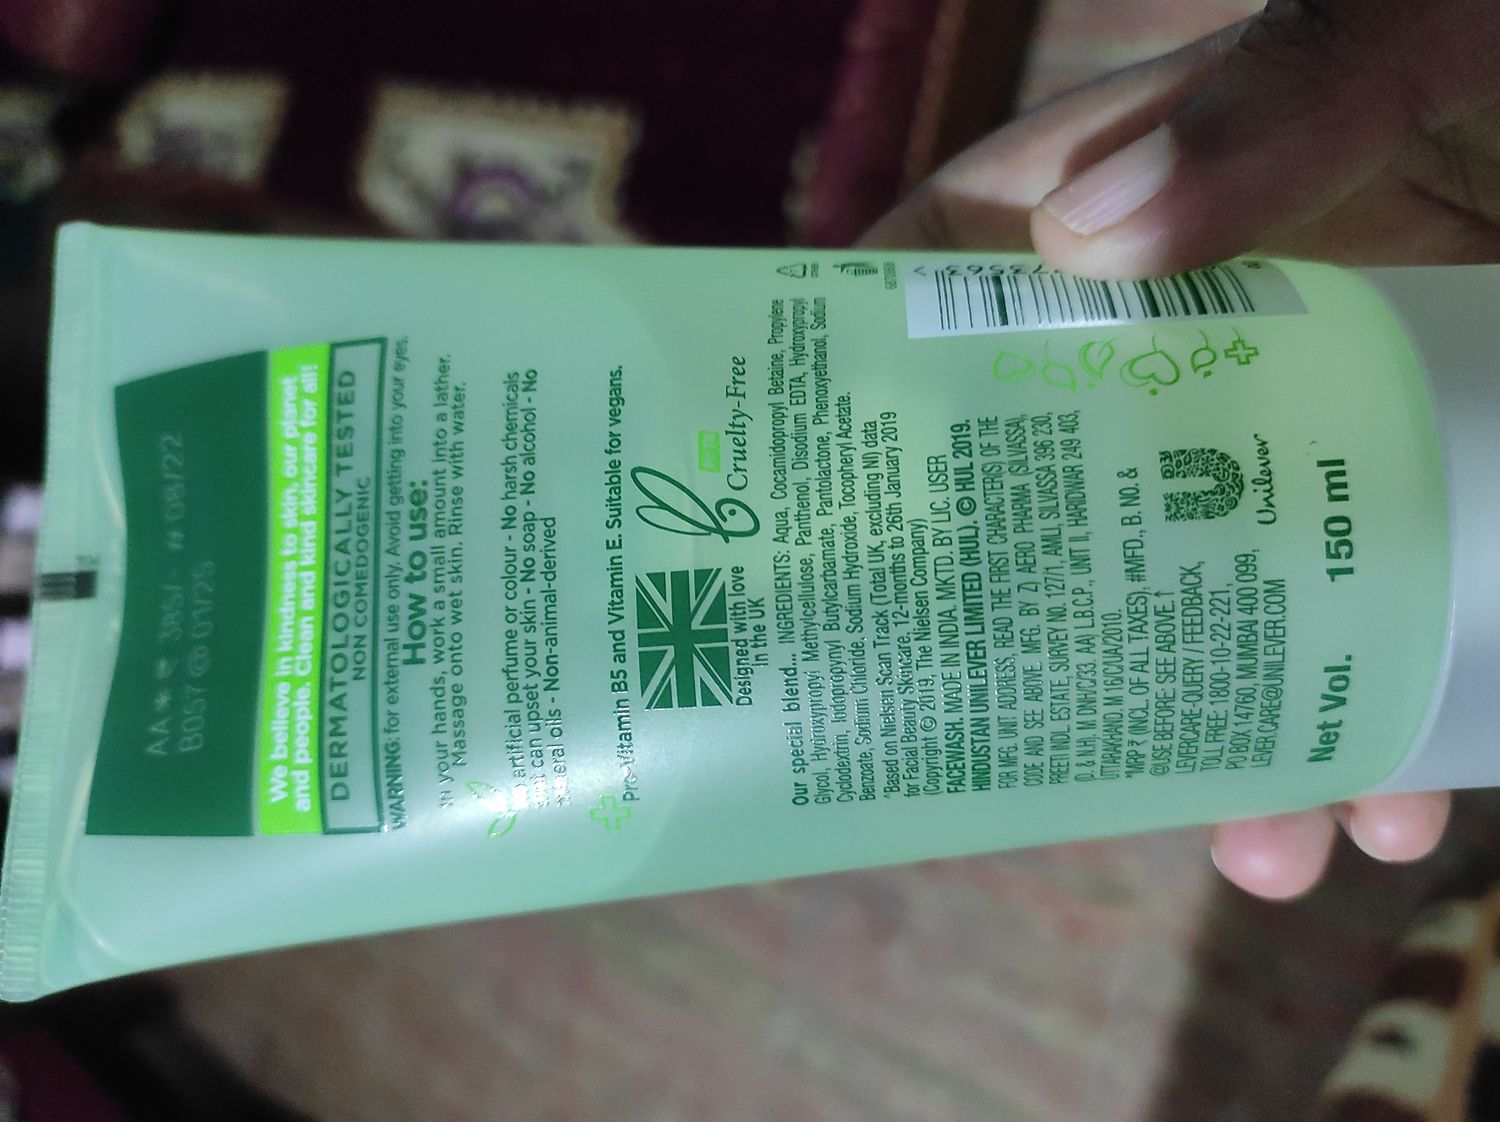 AA * ₹ 385/- # 08/22
B057 @ 01/25
We believe in kindness to skin, our planet
and people. Clean and kind skincare for all!
DERMATOLOGICALLY TESTED
NON COMEDOGENIC
WARNING: for external use only. Avoid getting into your eyes.
How to use:
In your hands, work a small amount into a lather.
Massage onto wet skin. Rinse with water.
artificial perfume or colour - No harsh chemicals
that can upset your skin - No soap - No alcohol - No
mineral oils - Non-animal-derived
Pro-Vitamin B5 and Vitamin E. Suitable for vegans.
Designed with love
in the UK
PETA
Cruelty-Free
Our special blend... INGREDIENTS: Aqua, Cocamidopropyl Betaine, Propylene
Glycol, Hydroxypropyl Methylcellulose, Panthenol, Disodium EDTA, Hydroxypropyl
Cyclodextrin, Iodopropynyl Butylcarbamate, Pantolactone, Phenoxyethanol, Sodium
Benzoate, Sodium Chloride, Sodium Hydroxide, Tocopheryl Acetate.
^Based on Nielsen Scan Track (Total UK, excluding NI) data
for Facial Beauty Skincare, 12-months to 26th January 2019
(Copyright © 2019, The Nielsen Company)
FACEWASH. MADE IN INDIA. MKTD. BY LIC. USER
HINDUSTAN UNILEVER LIMITED (HUL). © HUL 2019.
FOR MFG. UNIT ADDRESS, READ THE FIRST CHARACTER(S) OF THE
CODE AND SEE ABOVE. MFG. BY Z) AERO PHARMA (SILVASSA),
PREETI INDL. ESTATE, SURVEY NO. 127/1, AMLI, SILVASSA 396 230,
(D. & N.H). M DNH/C/33. AA) L.B.C.P., UNIT II, HARIDWAR 249 403,
UTTARAKHAND. M 16/C/UA/2010.
*MRP ₹ (INCL. OF ALL TAXES), #MFD., B. NO. &
@USE BEFORE: SEE ABOVE ↑
LEVERCARE-QUERY / FEEDBACK,
TOLL FREE: 1800-10-22-221,
PO BOX 14760, MUMBAI 400 099,
LEVER.CARE@UNILEVER.COM
Unilever
Net Vol. 150 ml